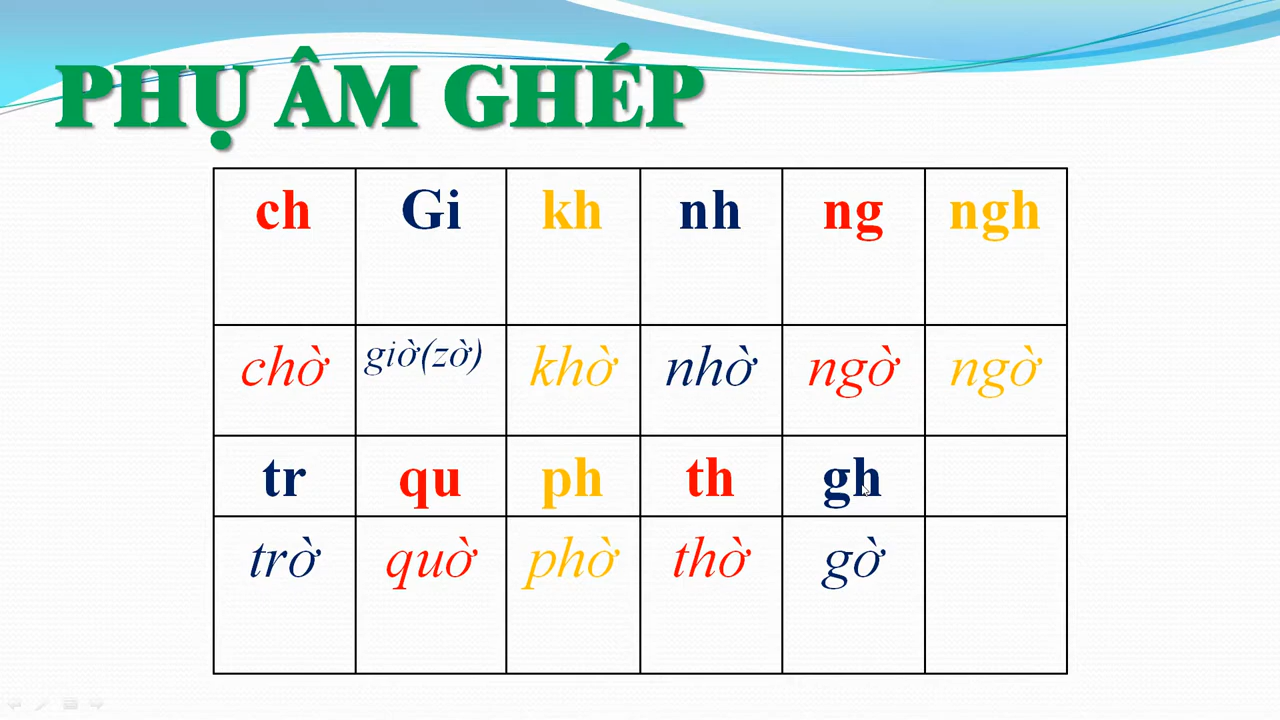 PHỤ ÂM GHÉP
ch Gi kh nh ng ngh
chờ giờ(zờ) khờ nhờ ngờ ngờ
tr qu ph th gh
trờ quờ phờ thờ gờ